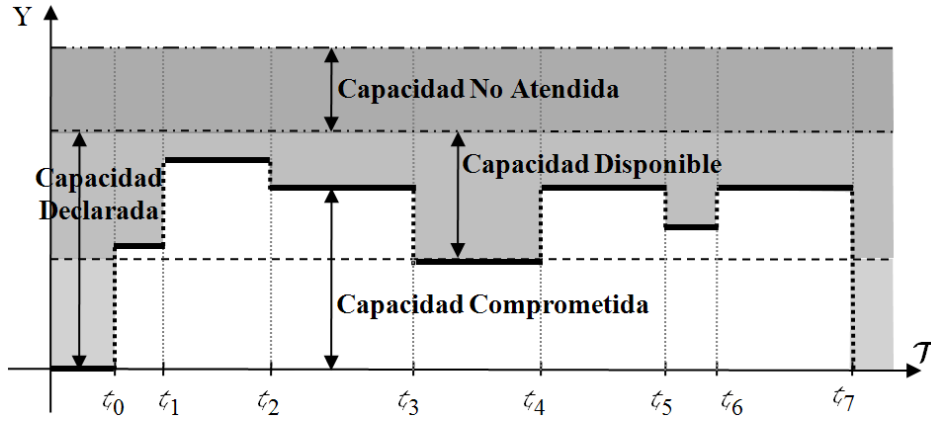 Y
Capacidad No Atendida
Capacidad Disponible
Capacidad
Declarada
Capacidad Comprometida
𝒯
t₀ t₁ t₂ t₃ t₄ t₅ t₆ t₇